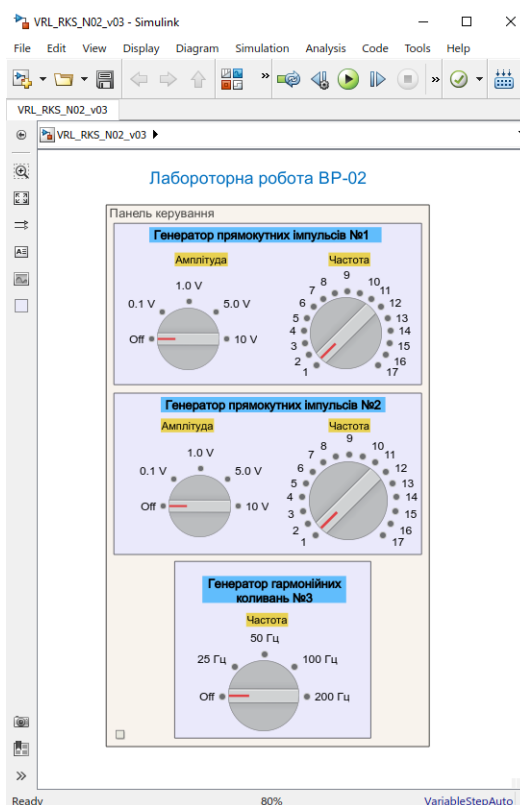 VRL_RKS_N02_v03 - Simulink
File Edit View Display Diagram Simulation Analysis Code Tools Help
VRL_RKS_N02_v03
VRL_RKS_N02_v03
Лабороторна робота ВР-02
Панель керування
Генератор прямокутних імпульсів №1
Амплітуда Частота
Off 0.1 V 1.0 V 5.0 V 10 V
1 2 3 4 5 6 7 8 9 10 11 12 13 14 15 16 17
Генератор прямокутних імпульсів №2
Амплітуда Частота
Off 0.1 V 1.0 V 5.0 V 10 V
1 2 3 4 5 6 7 8 9 10 11 12 13 14 15 16 17
Генератор гармонійних
коливань №3
Частота
Off 25 Гц 50 Гц 100 Гц 200 Гц
Ready 80% VariableStepAuto